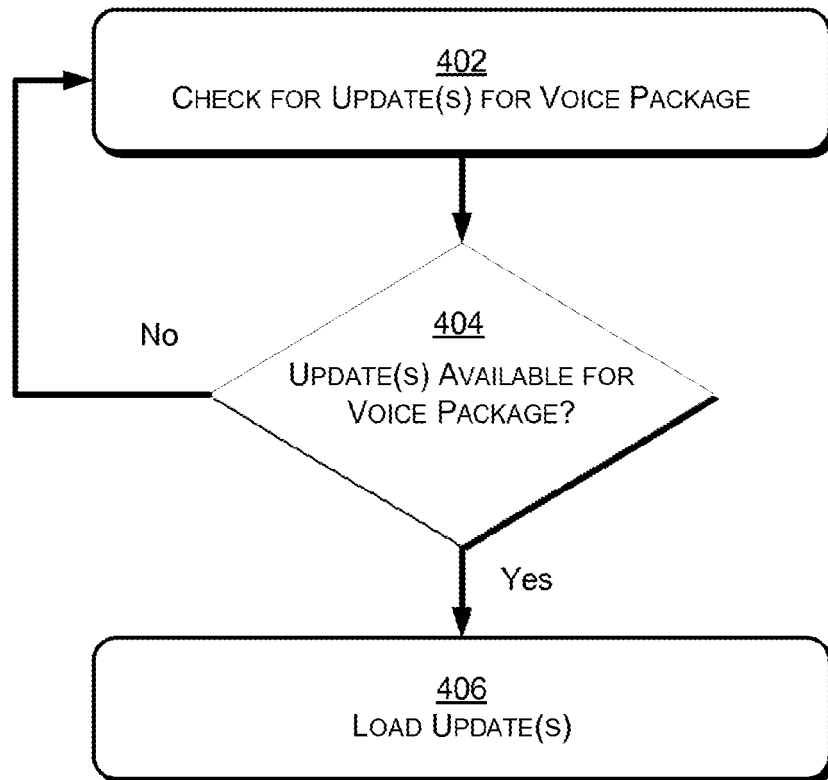 402
CHECK FOR UPDATE(S) FOR VOICE PACKAGE
404
No
UPDATE(S) AVAILABLE FOR
VOICE PACKAGE?
Yes
406
LOAD UPDATE(S)